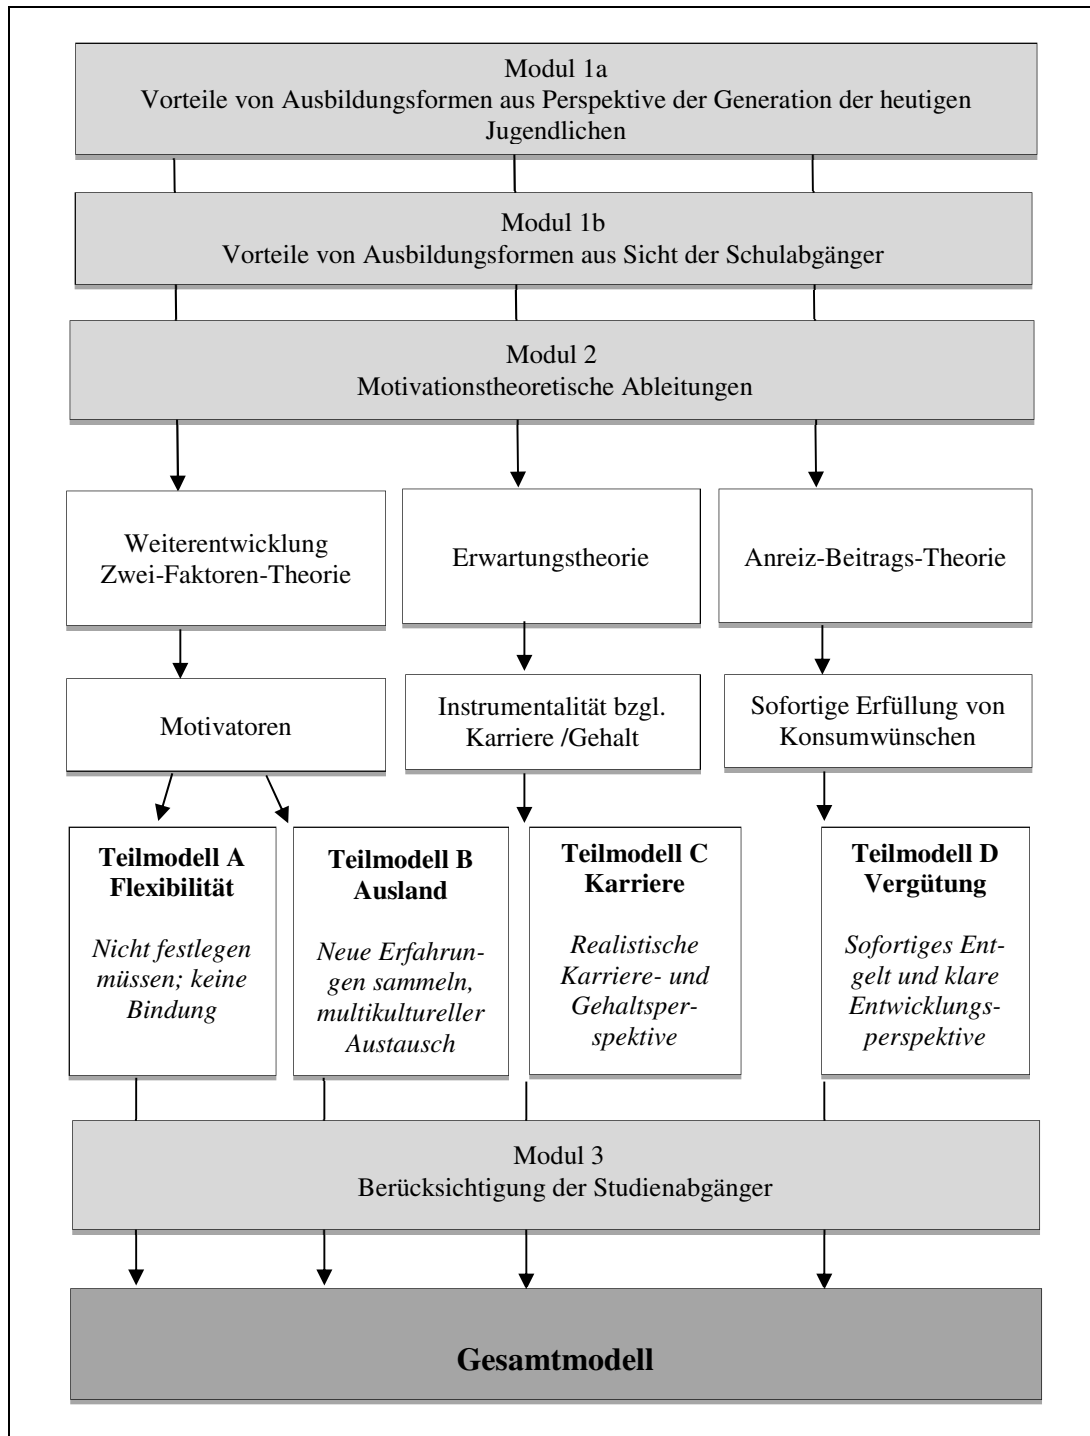 Modul 1a
Vorteile von Ausbildungsformen aus Perspektive der Generation der heutigen
Jugendlichen
Modul 1b
Vorteile von Ausbildungsformen aus Sicht der Schulabgänger
Modul 2
Motivationstheoretische Ableitungen
Weiterentwicklung
Zwei-Faktoren-Theorie
Erwartungstheorie
Anreiz-Beitrags-Theorie
Motivatoren
Instrumentalität bzgl.
Karriere /Gehalt
Sofortige Erfüllung von
Konsumwünschen
Teilmodell A
Flexibilität
Nicht festlegen
müssen; keine
Bindung
Teilmodell B
Ausland
Neue Erfahrun-
gen sammeln,
multikultureller
Austausch
Teilmodell C
Karriere
Realistische
Karriere- und
Gehaltsper-
spektive
Teilmodell D
Vergütung
Sofortiges Ent-
gelt und klare
Entwicklungs-
perspektive
Modul 3
Berücksichtigung der Studienabgänger
Gesamtmodell